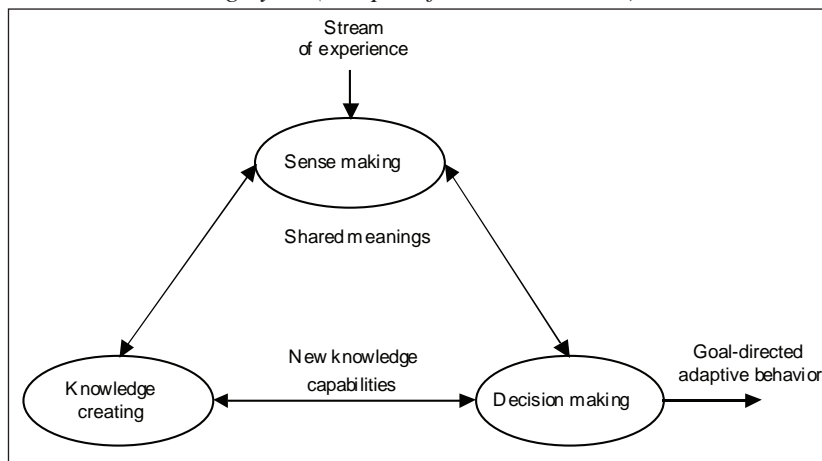 Stream
of experience
Sense making
Shared meanings
New knowledge
capabilities
Goal-directed
adaptive behavior
Knowledge
creating
Decision making